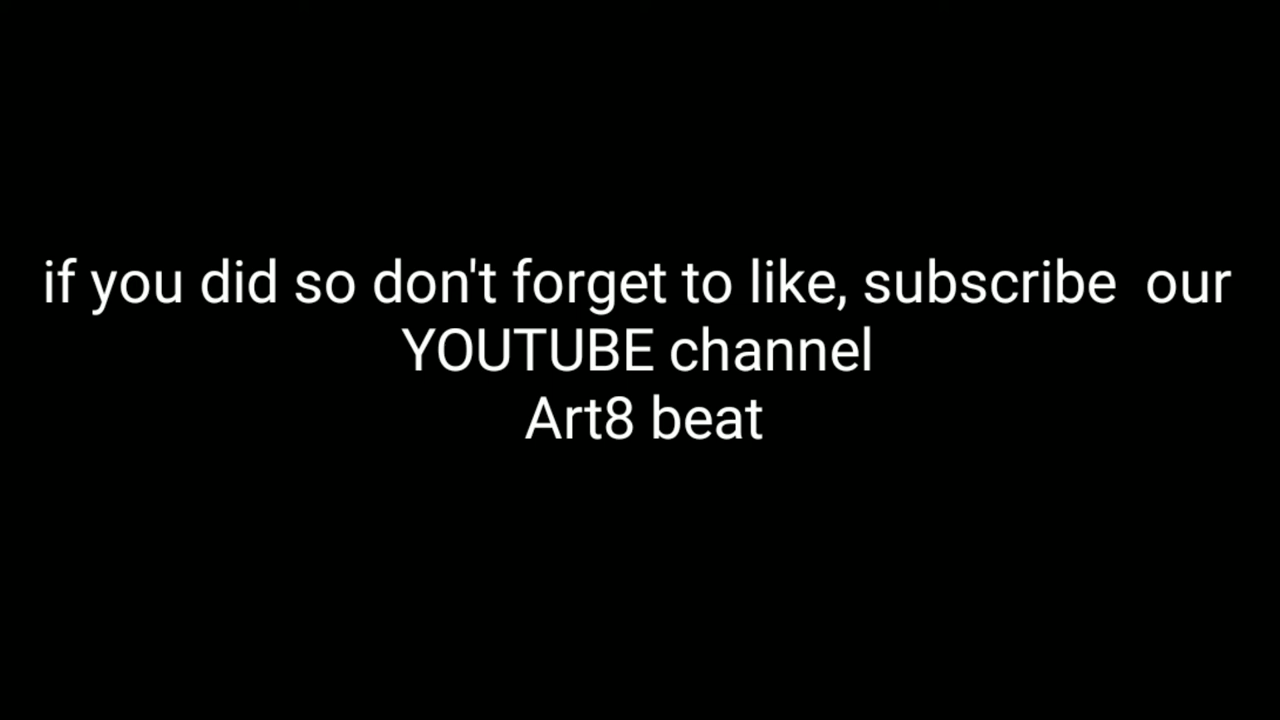 if you did so don't forget to like, subscribe  our
YOUTUBE channel
Art8 beat